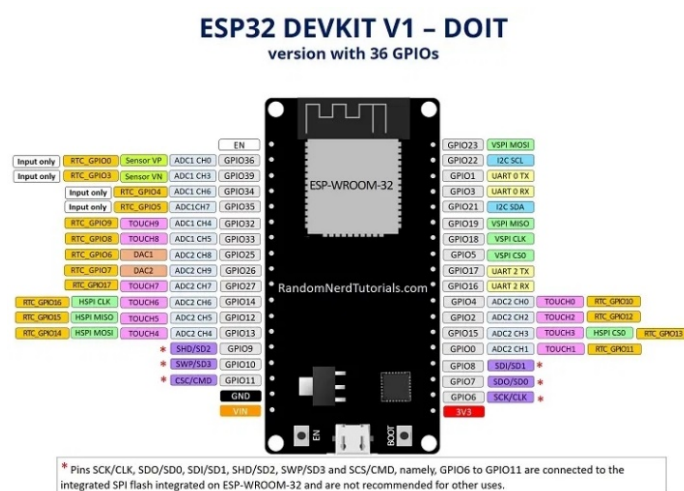 ESP32 DEVKIT V1 – DOIT
version with 36 GPIOs
EN
Input only RTC_GPIO0 Sensor VP ADC1 CH0 GPIO36
Input only RTC_GPIO3 Sensor VN ADC1 CH3 GPIO39
Input only RTC_GPIO4 ADC1 CH6 GPIO34
Input only RTC_GPIO5 ADC1CH7 GPIO35
RTC_GPIO9 TOUCH9 ADC1 CH4 GPIO32
RTC_GPIO8 TOUCH8 ADC1 CH5 GPIO33
RTC_GPIO6 DAC1 ADC2 CH8 GPIO25
RTC_GPIO7 DAC2 ADC2 CH9 GPIO26
RTC_GPIO17 TOUCH7 ADC2 CH7 GPIO27
RTC_GPIO16 HSPI CLK TOUCH6 ADC2 CH6 GPIO14
RTC_GPIO15 HSPI MISO TOUCH5 ADC2 CH5 GPIO12
RTC_GPIO14 HSPI MOSI TOUCH4 ADC2 CH4 GPIO13
* SHD/SD2 GPIO9
* SWP/SD3 GPIO10
* CSC/CMD GPIO11
GND
VIN
ESP-WROOM-32
RandomNerdTutorials.com
EN
BOOT
GPIO23 VSPI MOSI
GPIO22 I2C SCL
GPIO1 UART 0 TX
GPIO3 UART 0 RX
GPIO21 I2C SDA
GPIO19 VSPI MISO
GPIO18 VSPI CLK
GPIO5 VSPI CS0
GPIO17 UART 2 TX
GPIO16 UART 2 RX
GPIO4 ADC2 CH0 TOUCH0 RTC_GPIO10
GPIO2 ADC2 CH2 TOUCH2 RTC_GPIO12
GPIO15 ADC2 CH3 TOUCH3 HSPI CS0 RTC_GPIO13
GPIO0 ADC2 CH1 TOUCH1 RTC_GPIO11
GPIO8 SDI/SD1 *
GPIO7 SDO/SD0 *
GPIO6 SCK/CLK *
3V3
* Pins SCK/CLK, SDO/SD0, SDI/SD1, SHD/SD2, SWP/SD3 and SCS/CMD, namely, GPIO6 to GPIO11 are connected to the
integrated SPI flash integrated on ESP-WROOM-32 and are not recommended for other uses.